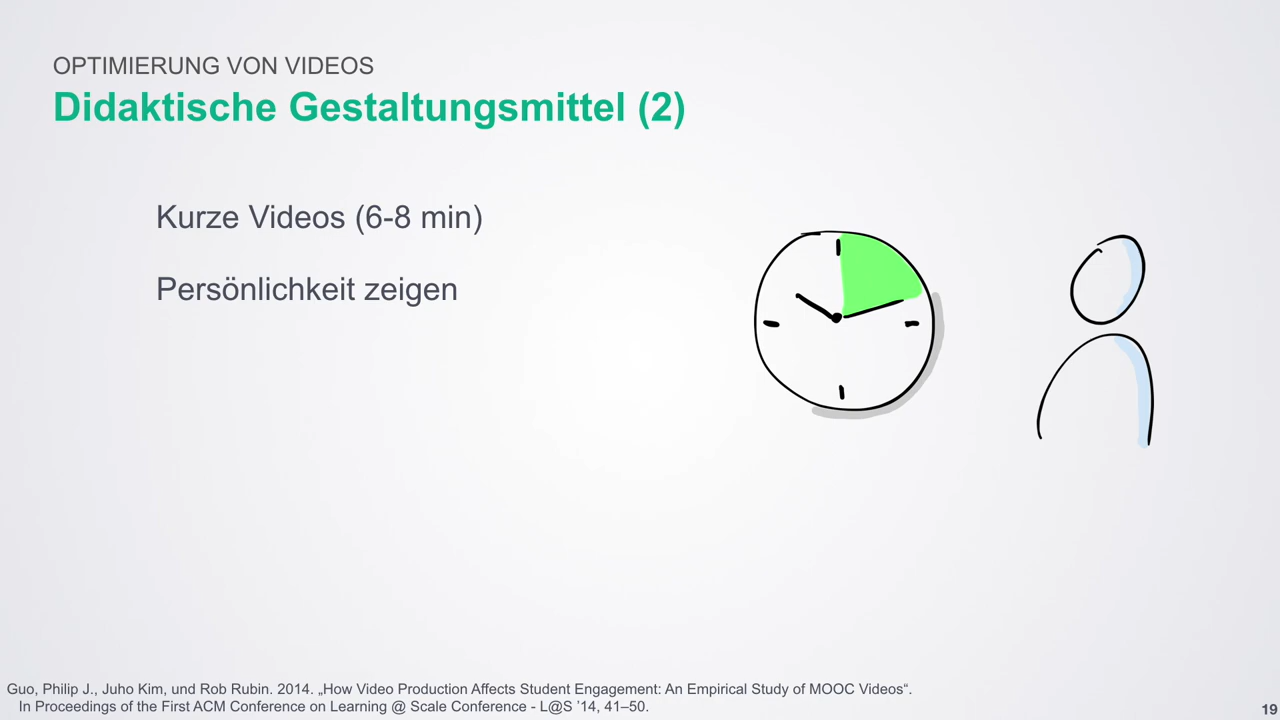 OPTIMIERUNG VON VIDEOS
Didaktische Gestaltungsmittel (2)
Kurze Videos (6-8 min)
Persönlichkeit zeigen
Guo, Philip J., Juho Kim, und Rob Rubin. 2014. „How Video Production Affects Student Engagement: An Empirical Study of MOOC Videos“.
In Proceedings of the First ACM Conference on Learning @ Scale Conference - L@S ’14, 41–50.
19